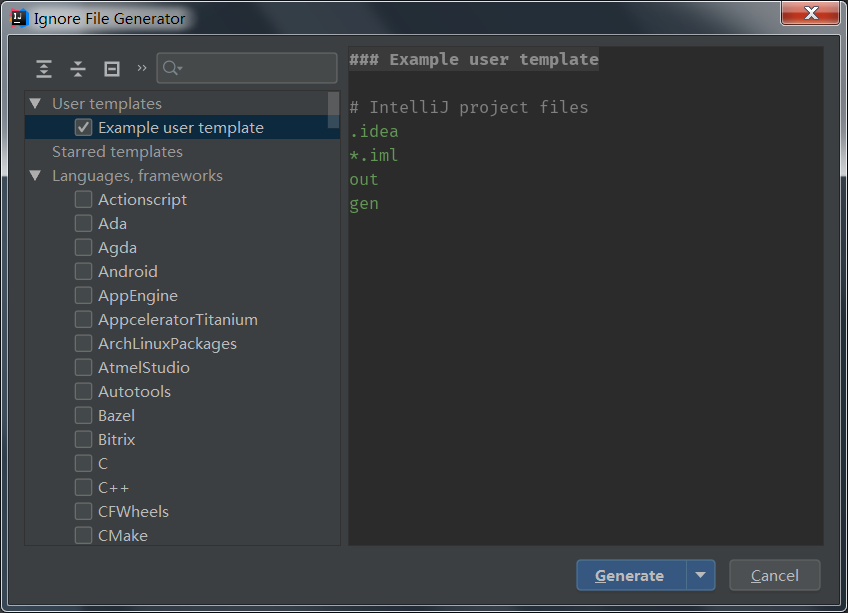 Ignore File Generator
User templates
Example user template
Starred templates
Languages, frameworks
Actionscript
Ada
Agda
Android
AppEngine
AppceleratorTitanium
ArchLinuxPackages
AtmelStudio
Autotools
Bazel
Bitrix
C
C++
CFWheels
CMake
### Example user template
# IntelliJ project files
.idea
*.iml
out
gen
Generate
Cancel